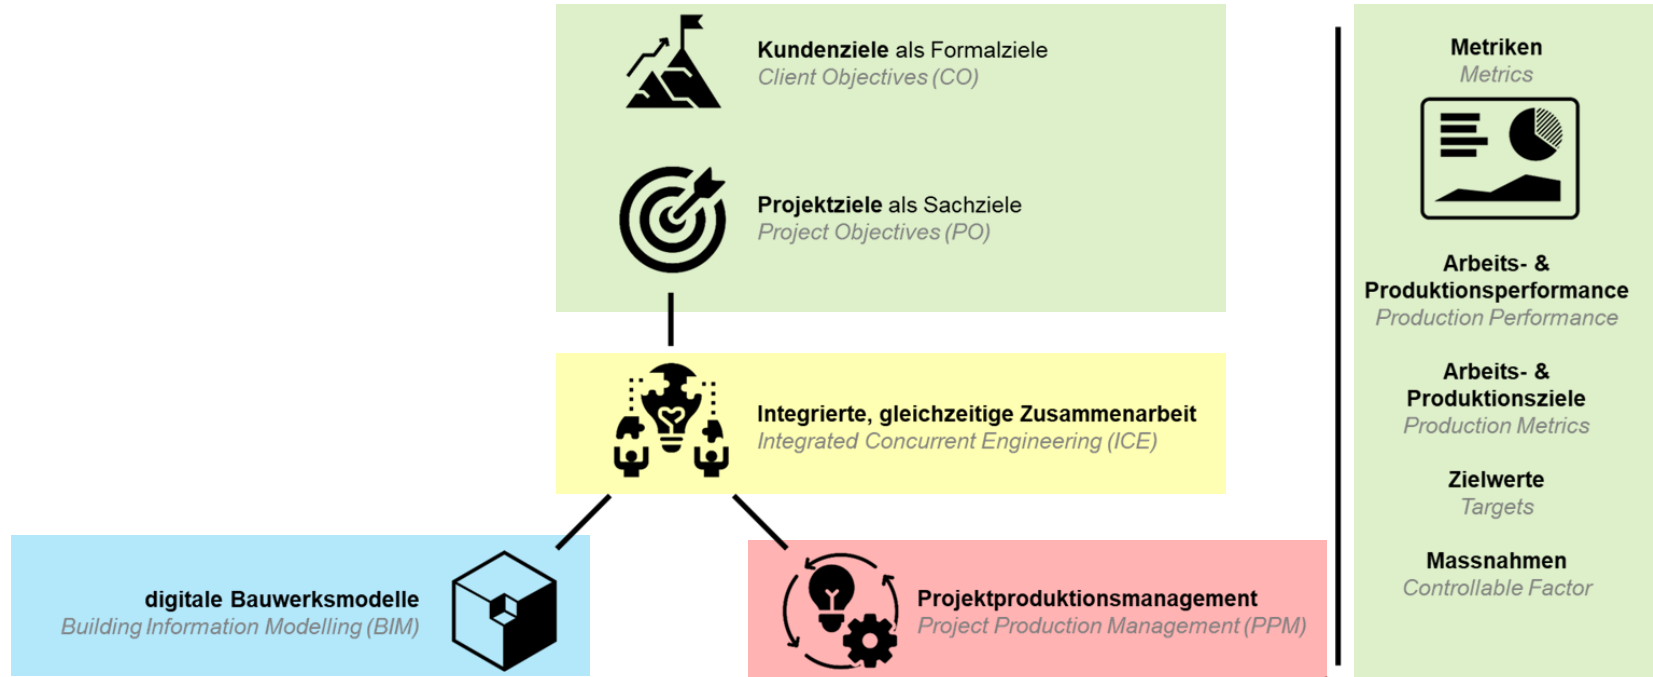 Kundenziele als Formalziele
Client Objectives (CO)
Projektziele als Sachziele
Project Objectives (PO)
Integrierte, gleichzeitige Zusammenarbeit
Integrated Concurrent Engineering (ICE)
digitale Bauwerksmodelle
Building Information Modelling (BIM)
Projektproduktionsmanagement
Project Production Management (PPM)
Metriken
Metrics
Arbeits- &
Produktionsperformance
Production Performance
Arbeits- &
Produktionsziele
Production Metrics
Zielwerte
Targets
Massnahmen
Controllable Factor